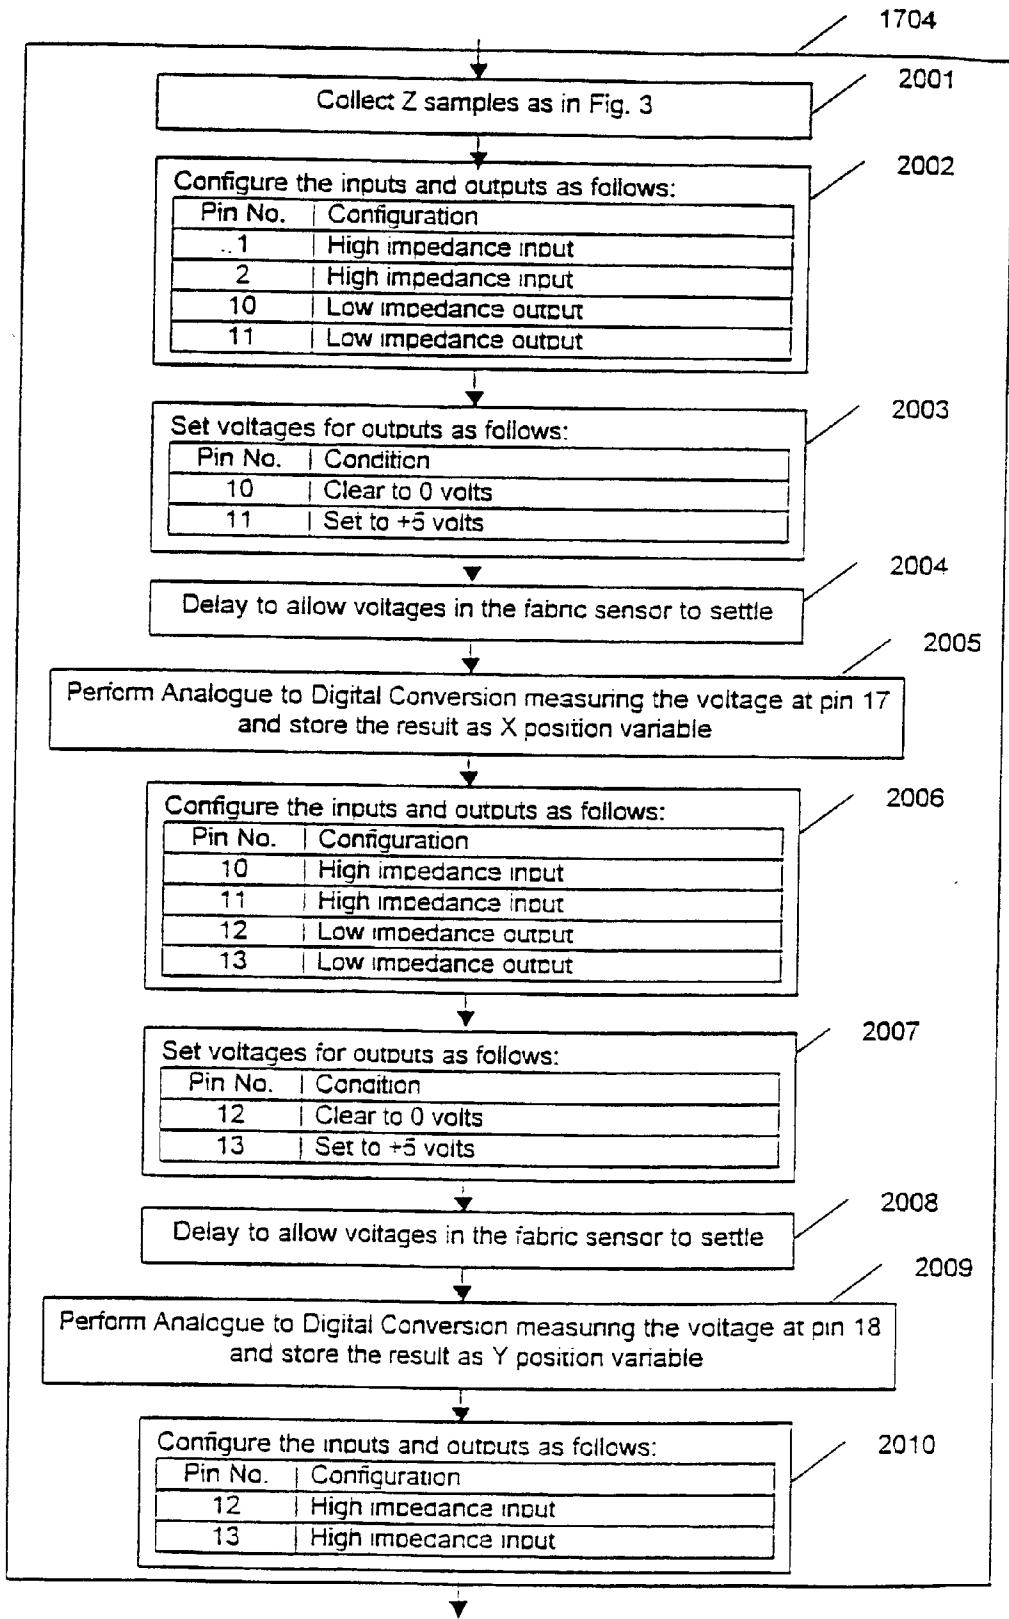 1704
Collect Z samples as in Fig. 3
2001
Configure the inputs and outputs as follows:
2002
Pin No. Configuration
1 High impedance input
2 High impedance input
10 Low impedance output
11 Low impedance output
Set voltages for outputs as follows:
2003
Pin No. Condition
10 Clear to 0 volts
11 Set to +5 volts
2004
Delay to allow voltages in the fabric sensor to settle
2005
Perform Analogue to Digital Conversion measuring the voltage at pin 17
and store the result as X position variable
Configure the inputs and outputs as follows:
2006
Pin No. Configuration
10 High impedance input
11 High impedance input
12 Low impedance output
13 Low impedance output
Set voltages for outputs as follows:
2007
Pin No. Condition
12 Clear to 0 volts
13 Set to +5 volts
2008
Delay to allow voltages in the fabric sensor to settle
2009
Perform Analogue to Digital Conversion measuring the voltage at pin 18
and store the result as Y position variable
Configure the inputs and outputs as follows:
2010
Pin No. Configuration
12 High impedance input
13 High impedance input